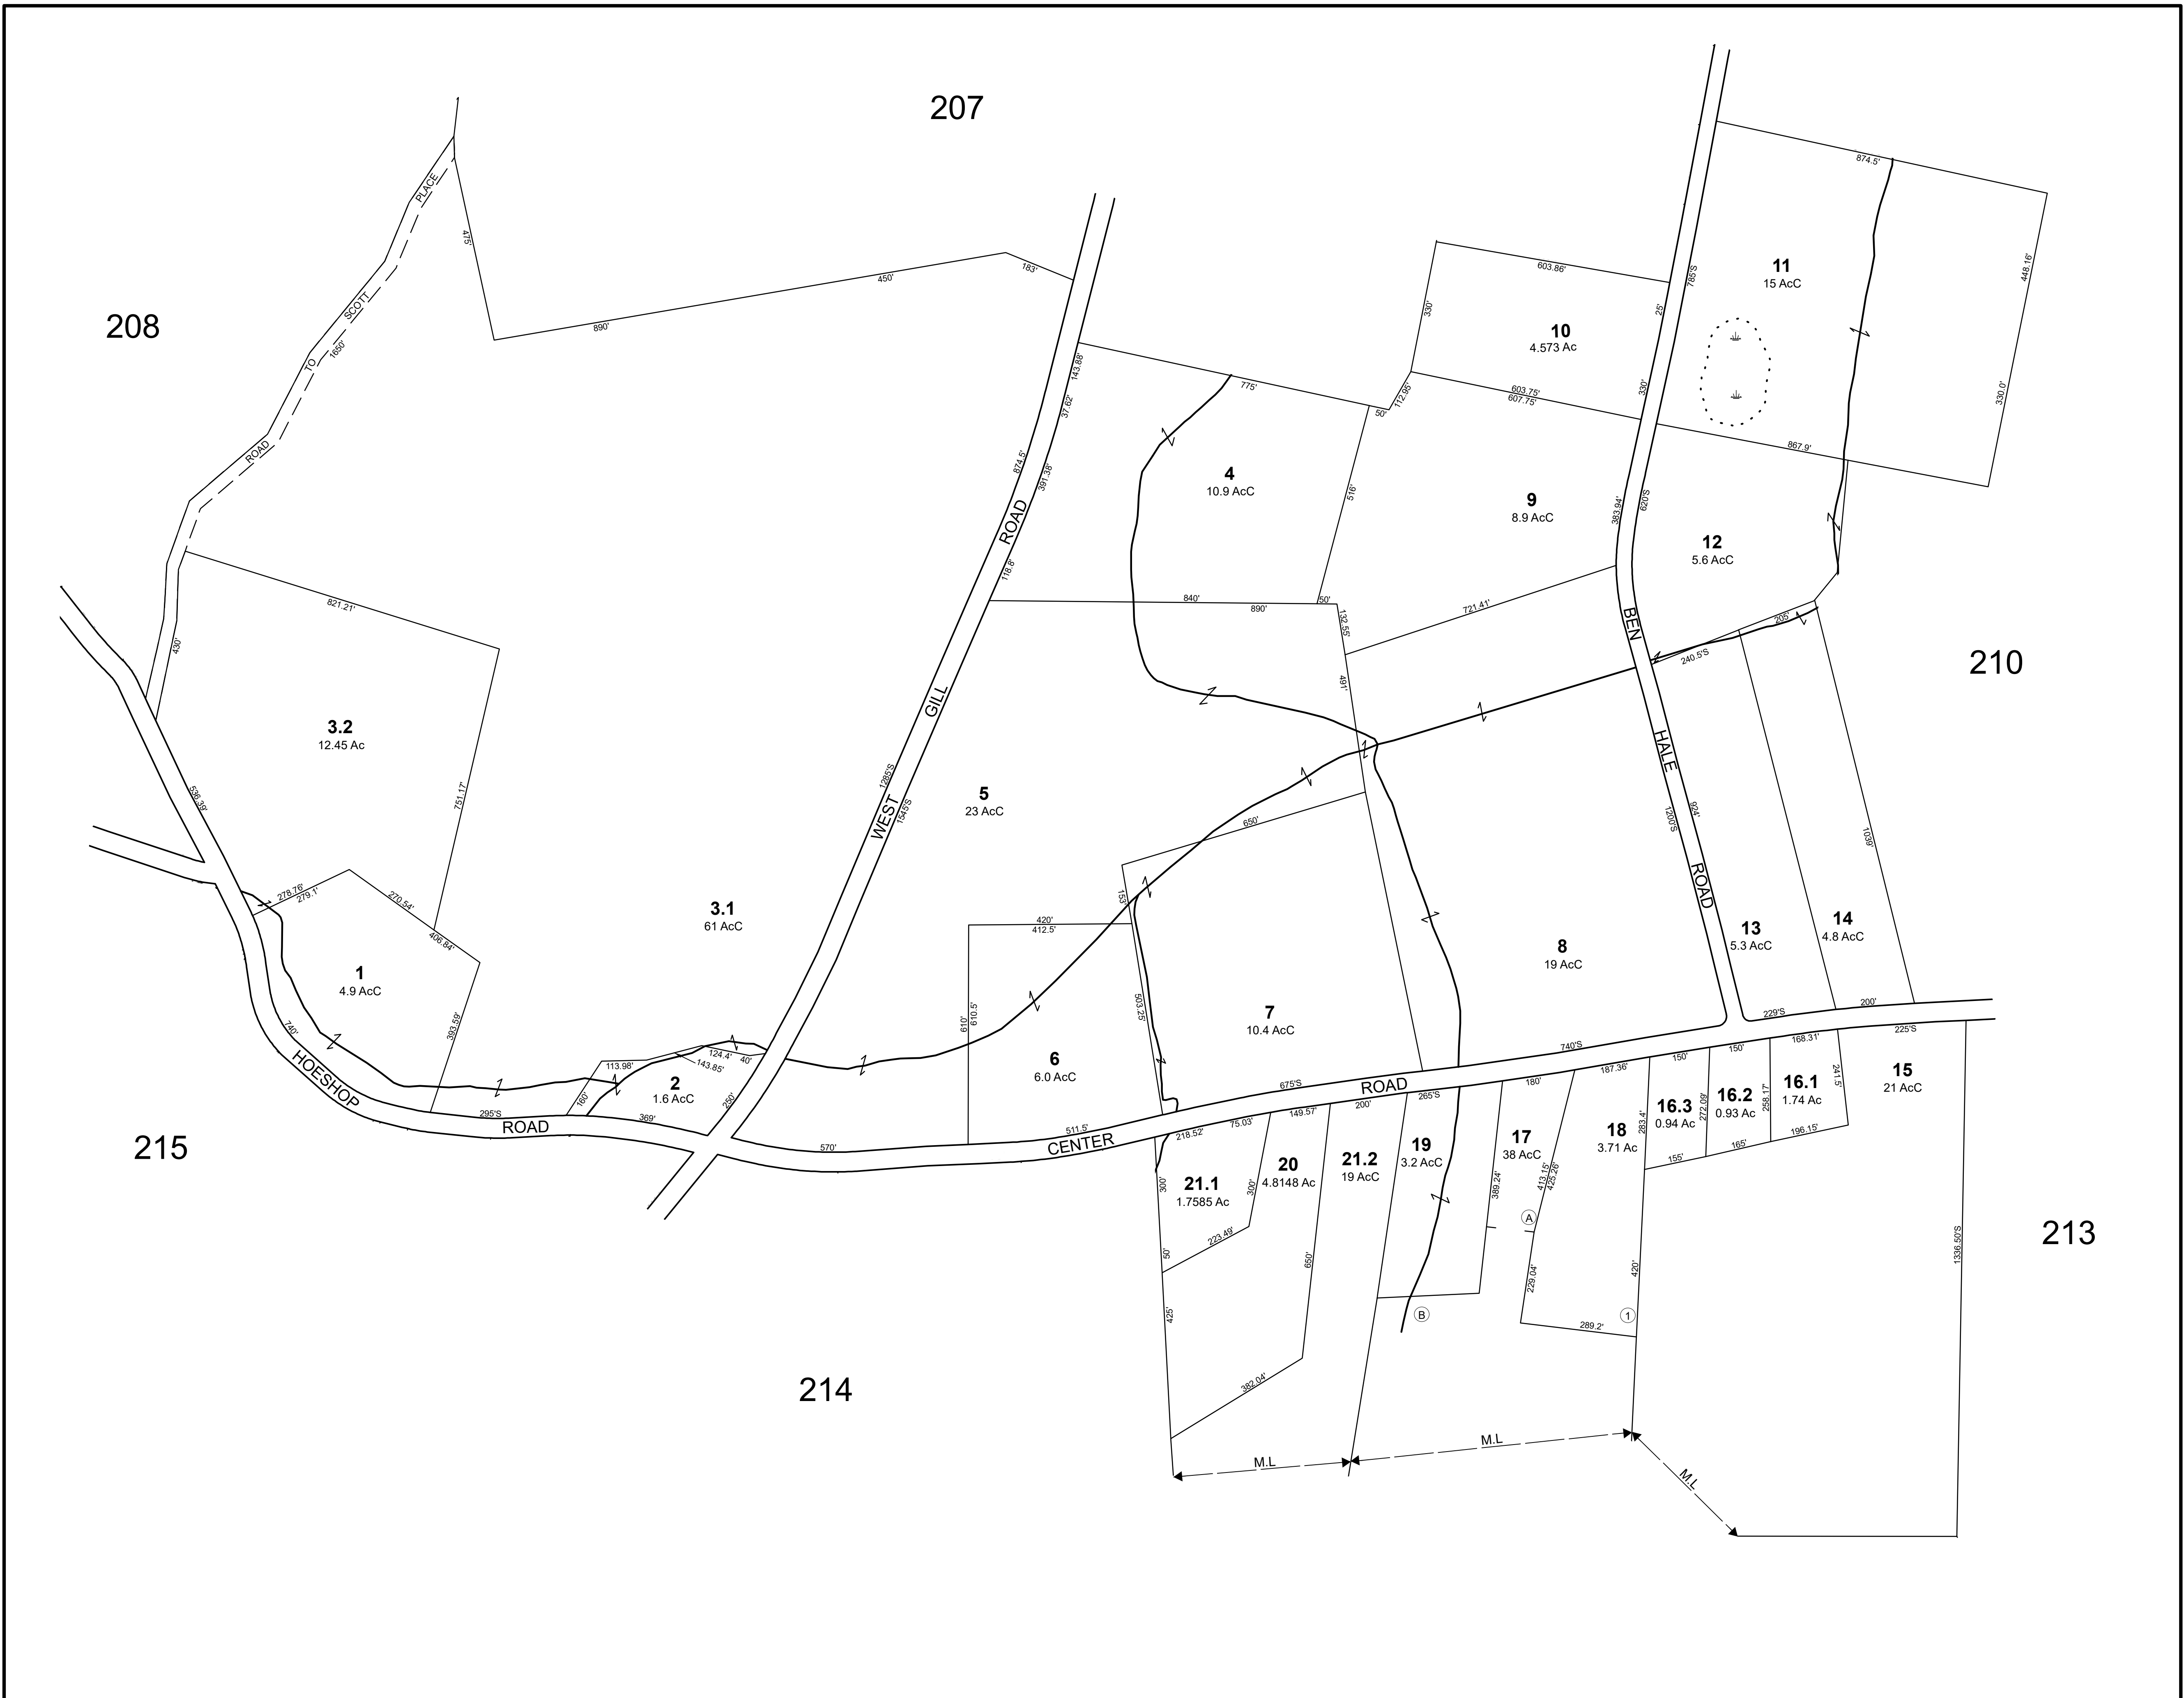 207
208
210
213
214
215
PLACE
SCOTT
TO
ROAD
1650'
475'
890'
450'
183'
430'
821.21'
751.17'
3.2
12.45 Ac
536.39'
278.76'
279.1'
270.54'
406.84'
393.59'
1
4.9 AcC
740'
HOESHOP
ROAD
295'S
3.1
61 AcC
113.98'
124.4'
40'
143.85'
160'
2
1.6 AcC
250'
369'
WEST
GILL
ROAD
143.88'
37.62'
874.5'
391.38'
118.8'
1285'S
1545'S
775'
50'
112.95'
4
10.9 AcC
516'
840'
890'
50'
132.55'
491'
5
23 AcC
650'
153'
420'
412.5'
610'
610.5'
503.25'
6
6.0 AcC
7
10.4 AcC
570'
511.5'
CENTER
ROAD
675'S
740'S
603.86'
330'
10
4.573 Ac
25'
330'
603.75'
607.75'
9
8.9 AcC
383.94'
721.41'
785'S
874.5'
11
15 AcC
448.16'
330.0'
867.9'
620'S
12
5.6 AcC
BEN
HALE
ROAD
205'
240.5'S
924'
1200'S
1039'
8
19 AcC
13
5.3 AcC
14
4.8 AcC
229'S
200'
225'S
218.52'
75.03'
149.57'
200'
265'S
180'
187.36'
150'
150'
168.31'
21.1
1.7585 Ac
300'
300'
223.49'
50'
425'
20
4.8148 Ac
650'
382.04'
21.2
19 AcC
19
3.2 AcC
389.24'
17
38 AcC
413.15'
425.26'
A
B
229.04'
289.2'
18
3.71 Ac
283.4'
420'
1
16.3
0.94 Ac
272.09'
155'
16.2
0.93 Ac
258.17'
165'
16.1
1.74 Ac
196.15'
241.5'
15
21 AcC
1336.50'S
M.L
M.L
M.L